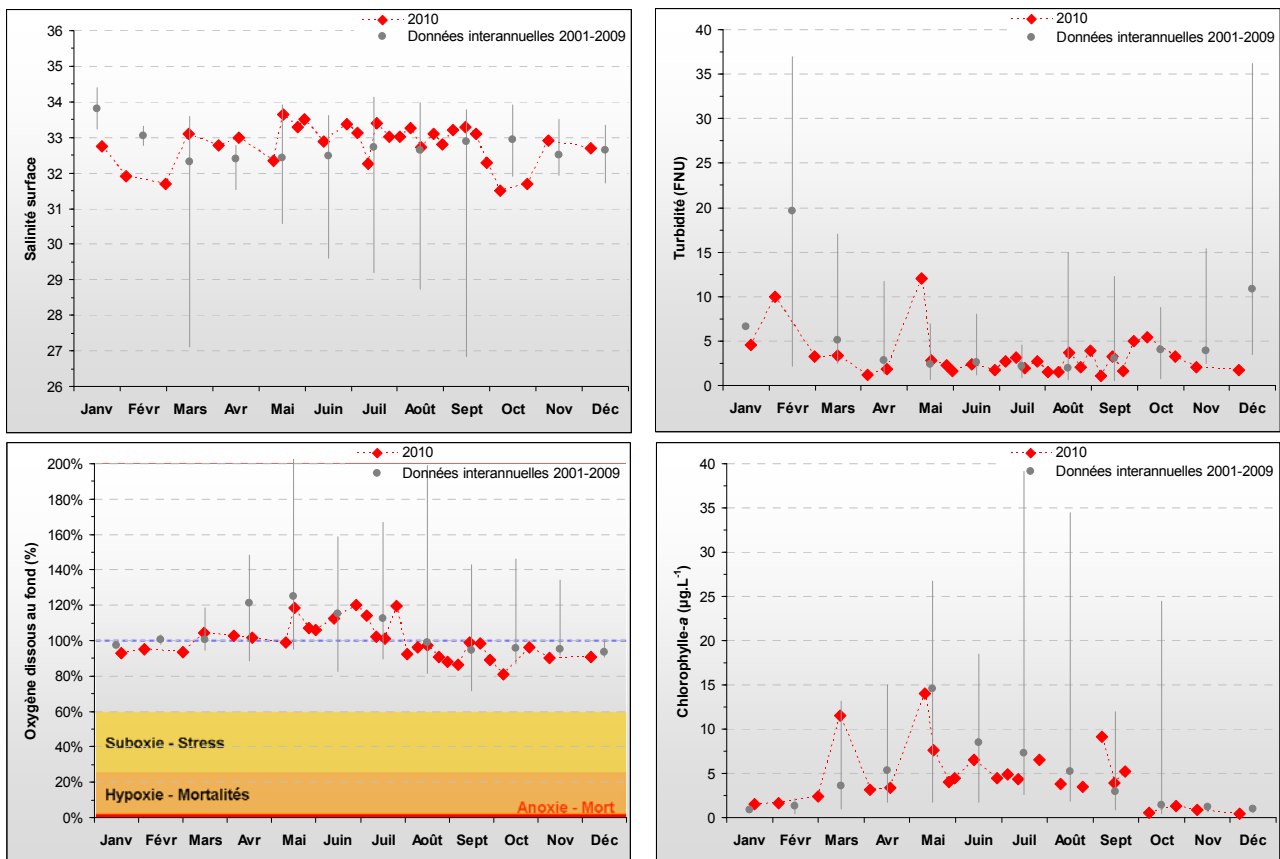 2010
Données interannuelles 2001-2009
Salinité surface
36
35
34
33
32
31
30
29
28
27
26
Janv Févr Mars Avr Mai Juin Juil Août Sept Oct Nov Déc
2010
Données interannuelles 2001-2009
Turbidité (FNU)
40
35
30
25
20
15
10
5
0
Janv Févr Mars Avr Mai Juin Juil Août Sept Oct Nov Déc
2010
Données interannuelles 2001-2009
Oxygène dissous au fond (%)
200%
180%
160%
140%
120%
100%
80%
60%
40%
20%
0%
Suboxie - Stress
Hypoxie - Mortalités
Anoxie - Mort
Janv Févr Mars Avr Mai Juin Juil Août Sept Oct Nov Déc
2010
Données interannuelles 2001-2009
Chlorophylle-a (µg.L⁻¹)
40
35
30
25
20
15
10
5
0
Janv Févr Mars Avr Mai Juin Juil Août Sept Oct Nov Déc